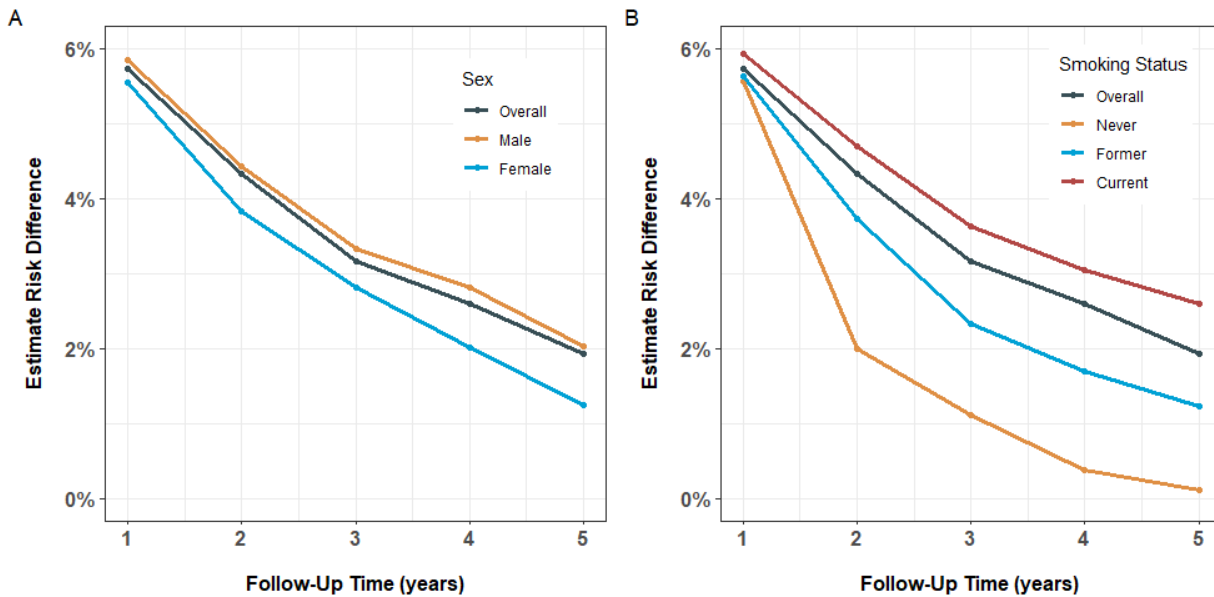 A
Estimate Risk Difference
6%
4%
2%
0%
Sex
Overall
Male
Female
1 2 3 4 5
Follow-Up Time (years)
B
Estimate Risk Difference
6%
4%
2%
0%
Smoking Status
Overall
Never
Former
Current
1 2 3 4 5
Follow-Up Time (years)